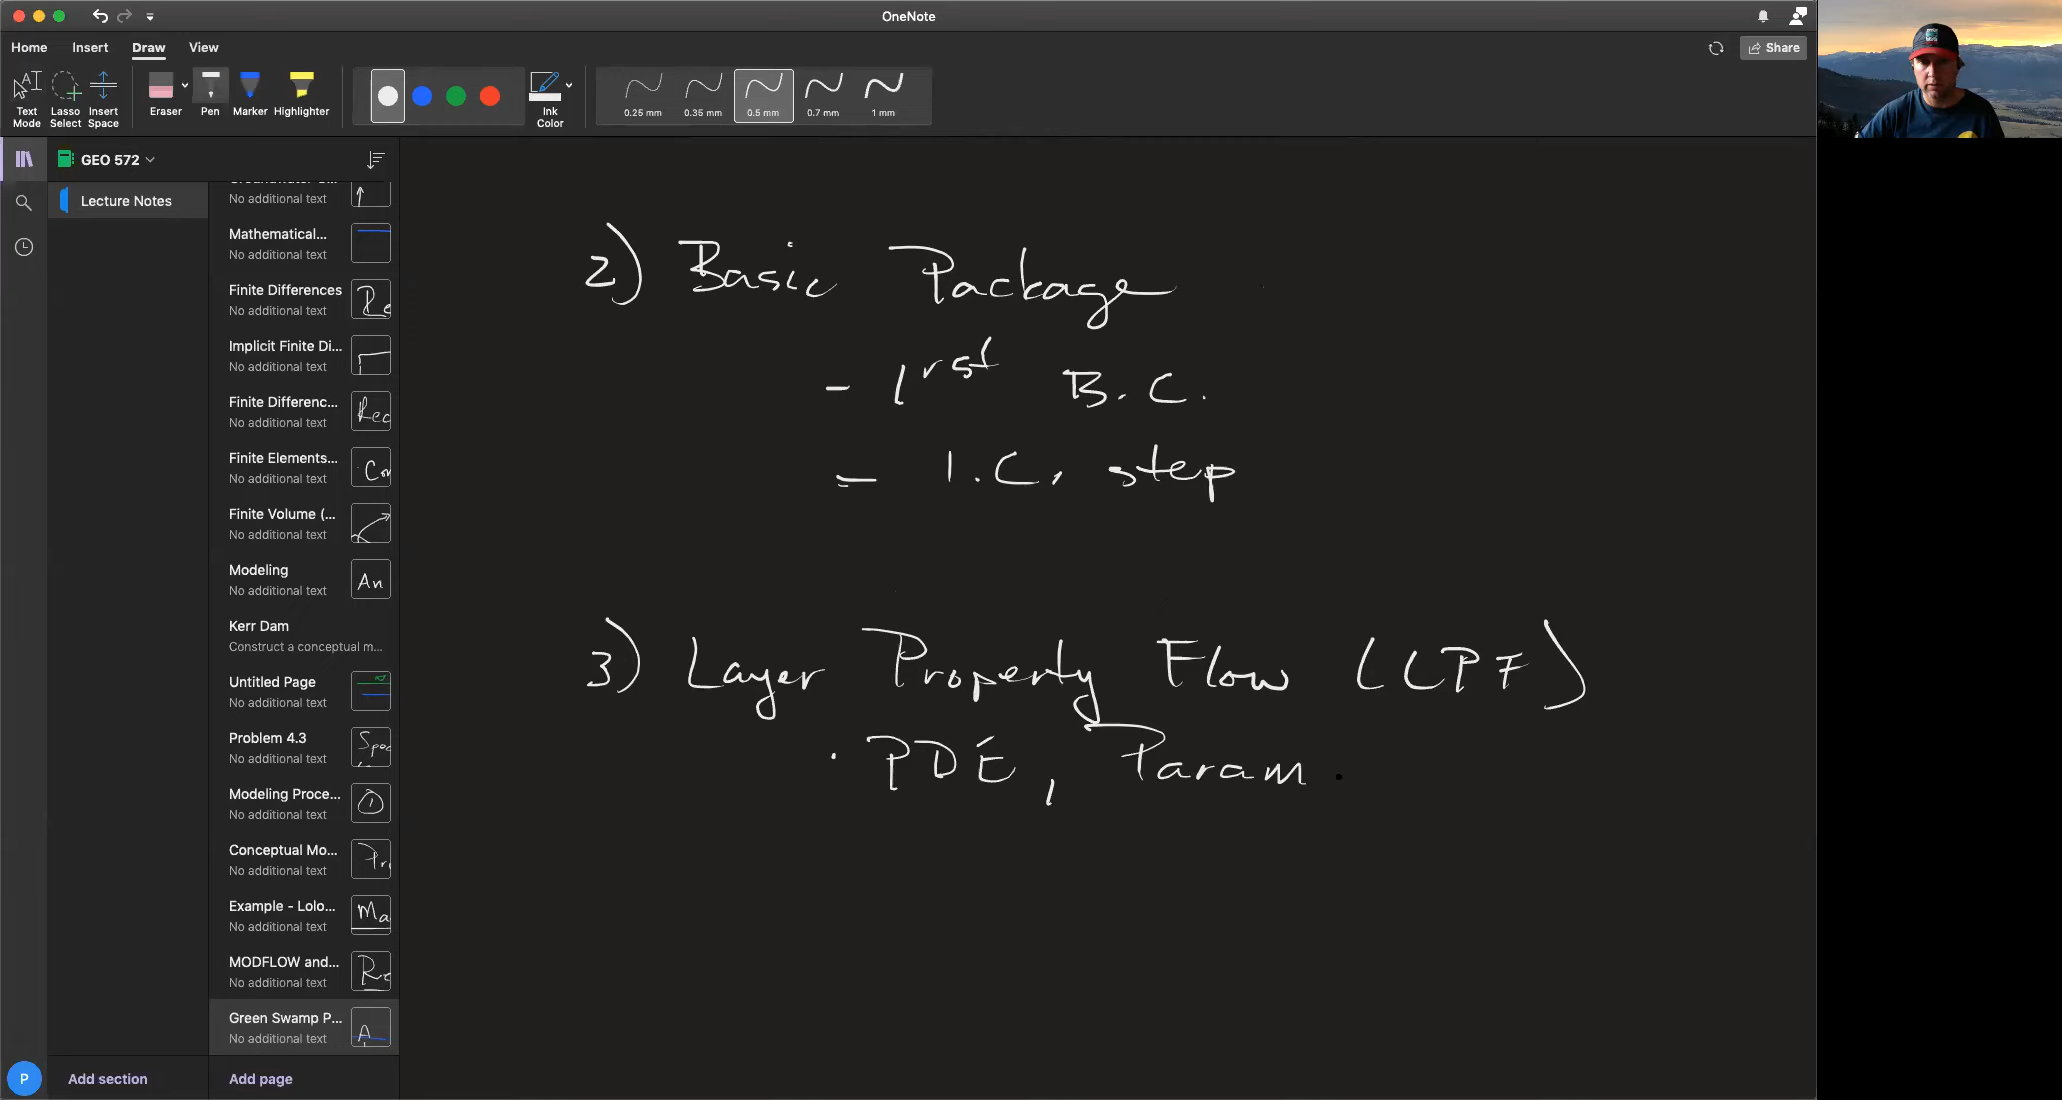 OneNote
Home Insert Draw View
Share
Text Mode
Lasso Select
Insert Space
Eraser
Pen
Marker
Highlighter
Ink Color
0.25 mm
0.35 mm
0.5 mm
0.7 mm
1 mm
GEO 572
Lecture Notes
No additional text
Mathematical...
No additional text
Finite Differences
No additional text
Implicit Finite Di...
No additional text
Finite Differenc...
No additional text
Finite Elements...
No additional text
Finite Volume (...
No additional text
Modeling
No additional text
An
Kerr Dam
Construct a conceptual m...
Untitled Page
No additional text
Problem 4.3
No additional text
Modeling Proce...
No additional text
Conceptual Mo...
No additional text
Example - Lolo...
No additional text
Ma
MODFLOW and...
No additional text
Green Swamp P...
No additional text
P
Add section
Add page
2) Basic Package
- 1rst B.C.
= I.C. step
3) Layer Property Flow (LPF)
· PDE, Param